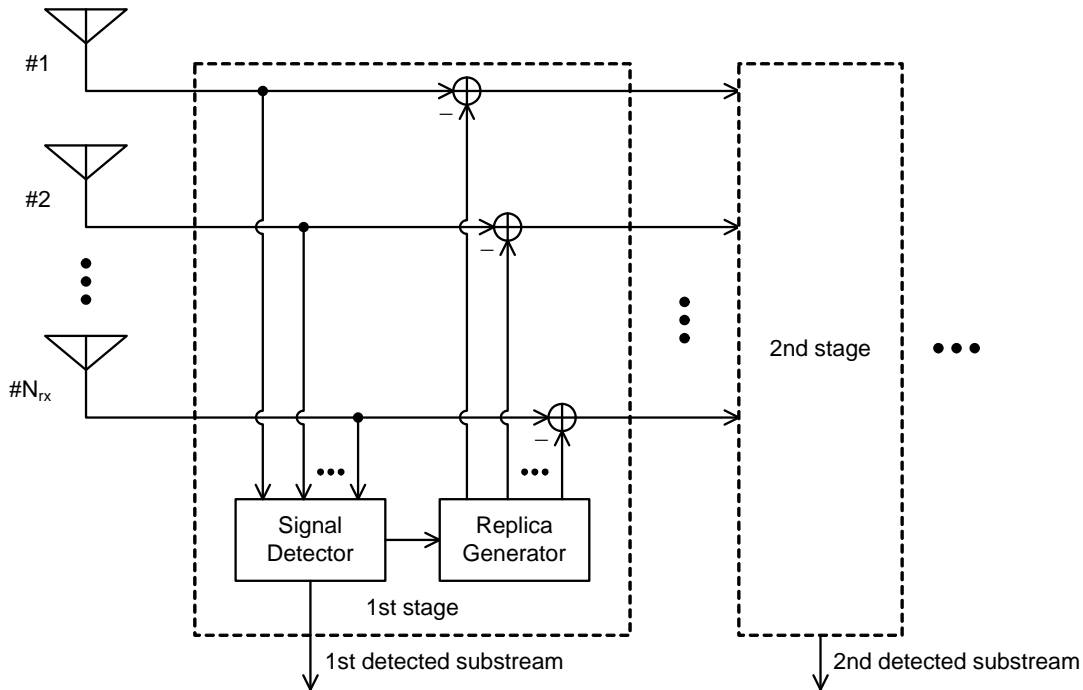 #1
#2
#Nrx
−
−
−
Signal
Detector
Replica
Generator
1st stage
2nd stage
1st detected substream
2nd detected substream